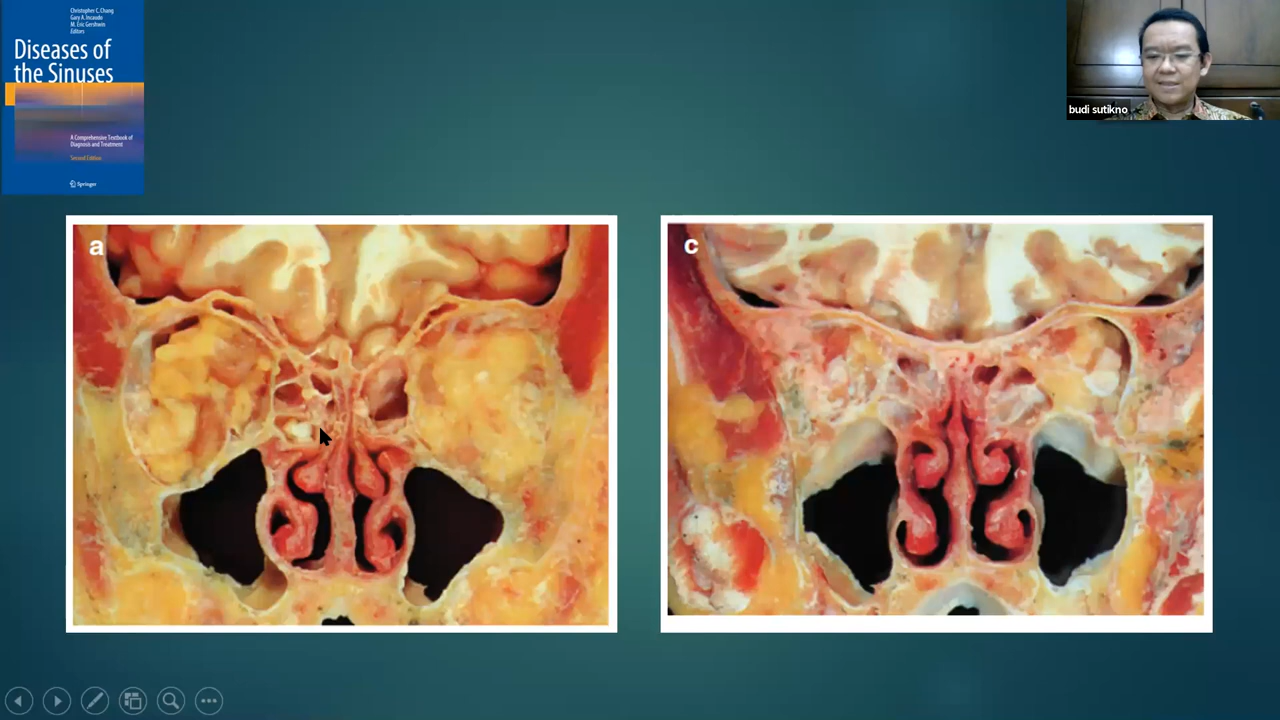 Christopher C. Chang
Gary A. Incaudo
M. Eric Gershwin
Editors
Diseases of
the Sinuses
A Comprehensive Textbook of
Diagnosis and Treatment
Second Edition
Springer
budi sutikno
a
c